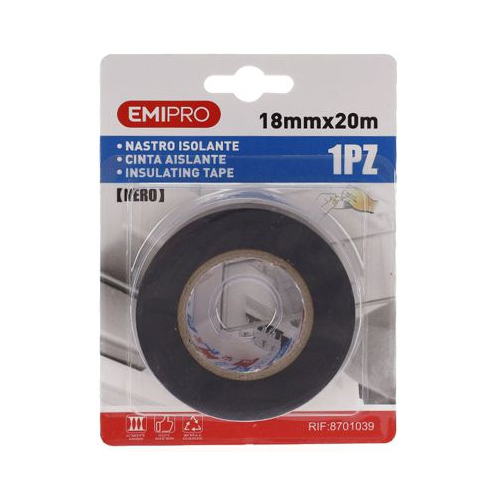 EMIPRO
18mmx20m
• NASTRO ISOLANTE
• CINTA AISLANTE
• INSULATING TAPE
1PZ
【NERO】
RIF:8701039